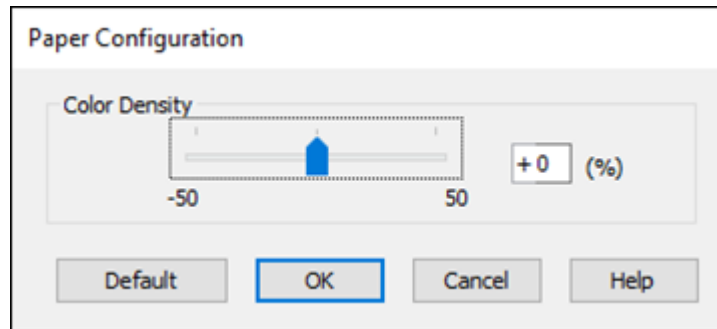 Paper Configuration
Color Density
+0 (%)
-50 50
Default OK Cancel Help